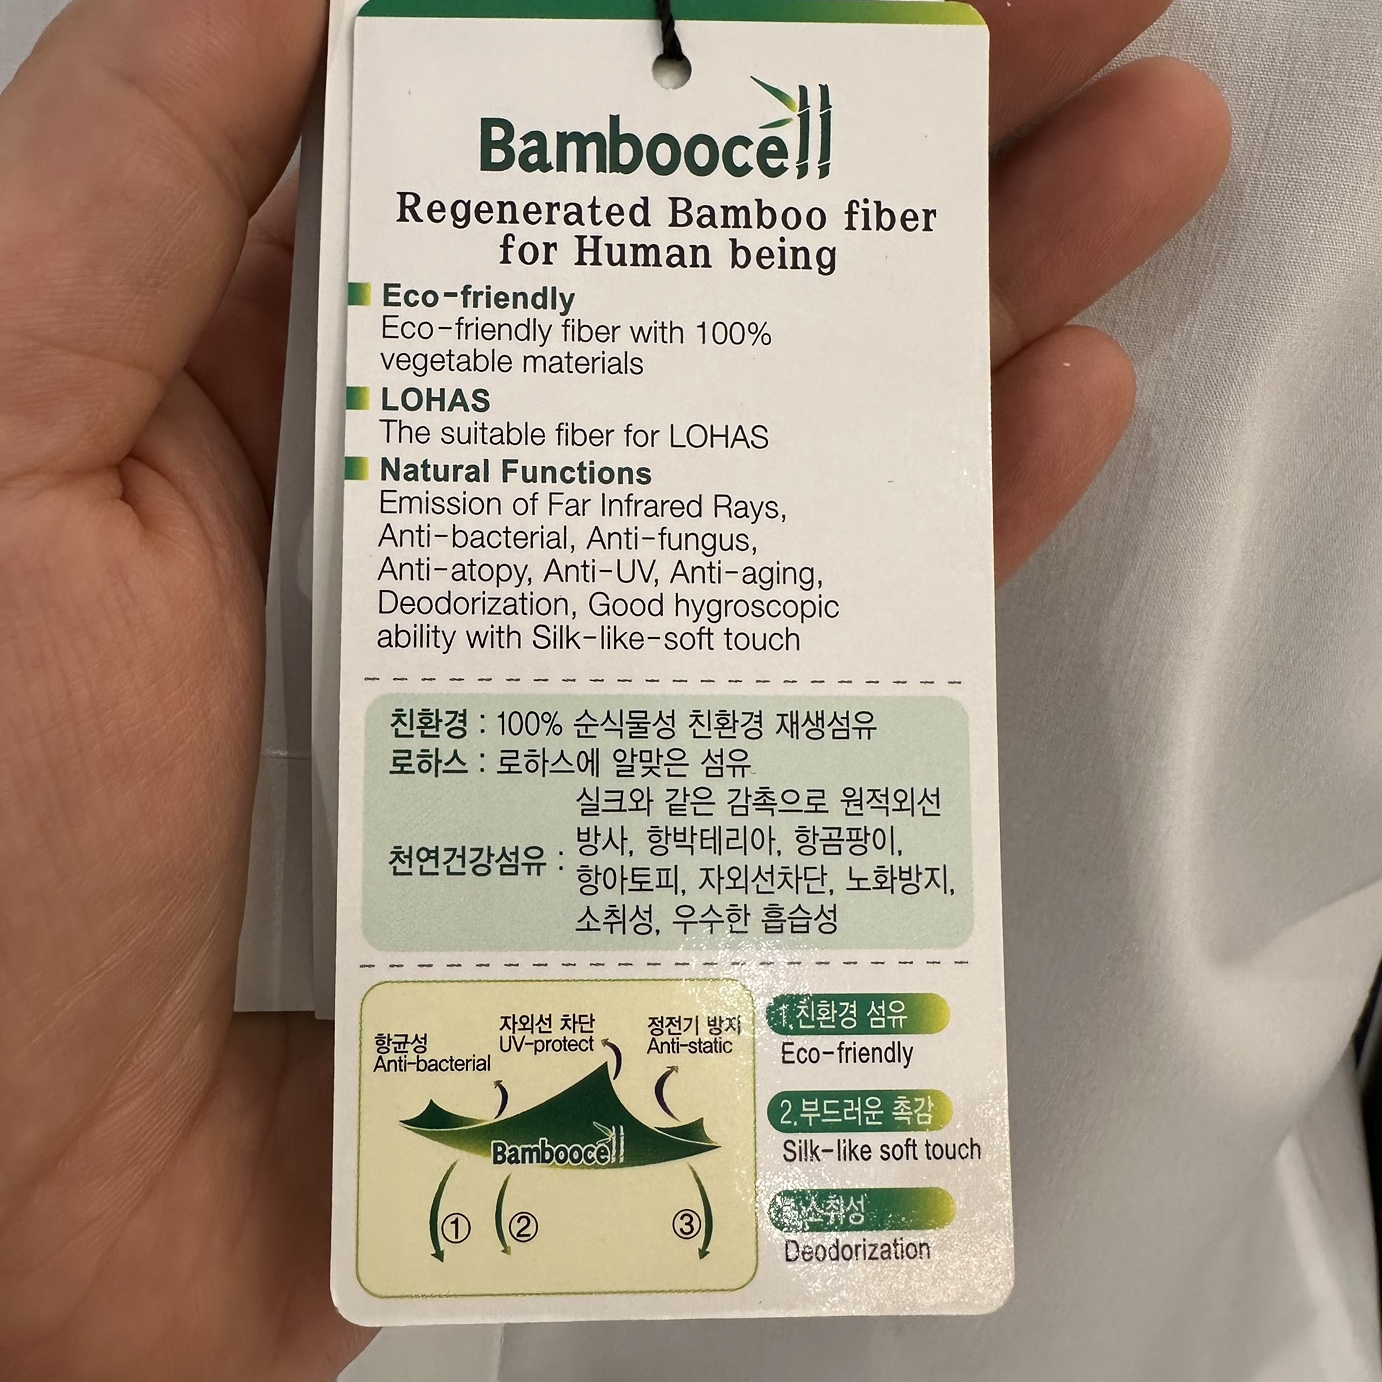 Bamboocell
Regenerated Bamboo fiber
for Human being
Eco-friendly
Eco-friendly fiber with 100%
vegetable materials
LOHAS
The suitable fiber for LOHAS
Natural Functions
Emission of Far Infrared Rays,
Anti-bacterial, Anti-fungus,
Anti-atopy, Anti-UV, Anti-aging,
Deodorization, Good hygroscopic
ability with Silk-like-soft touch
친환경 : 100% 순식물성 친환경 재생섬유
로하스 : 로하스에 알맞은 섬유
천연건강섬유 :
실크와 같은 감촉으로 원적외선
방사, 항박테리아, 항곰팡이,
항아토피, 자외선차단, 노화방지,
소취성, 우수한 흡습성
항균성
Anti-bacterial
자외선 차단
UV-protect
정전기 방지
Anti-static
Bamboocell
①
②
③
1.친환경 섬유
Eco-friendly
2.부드러운 촉감
Silk-like soft touch
3.소취성
Deodorization